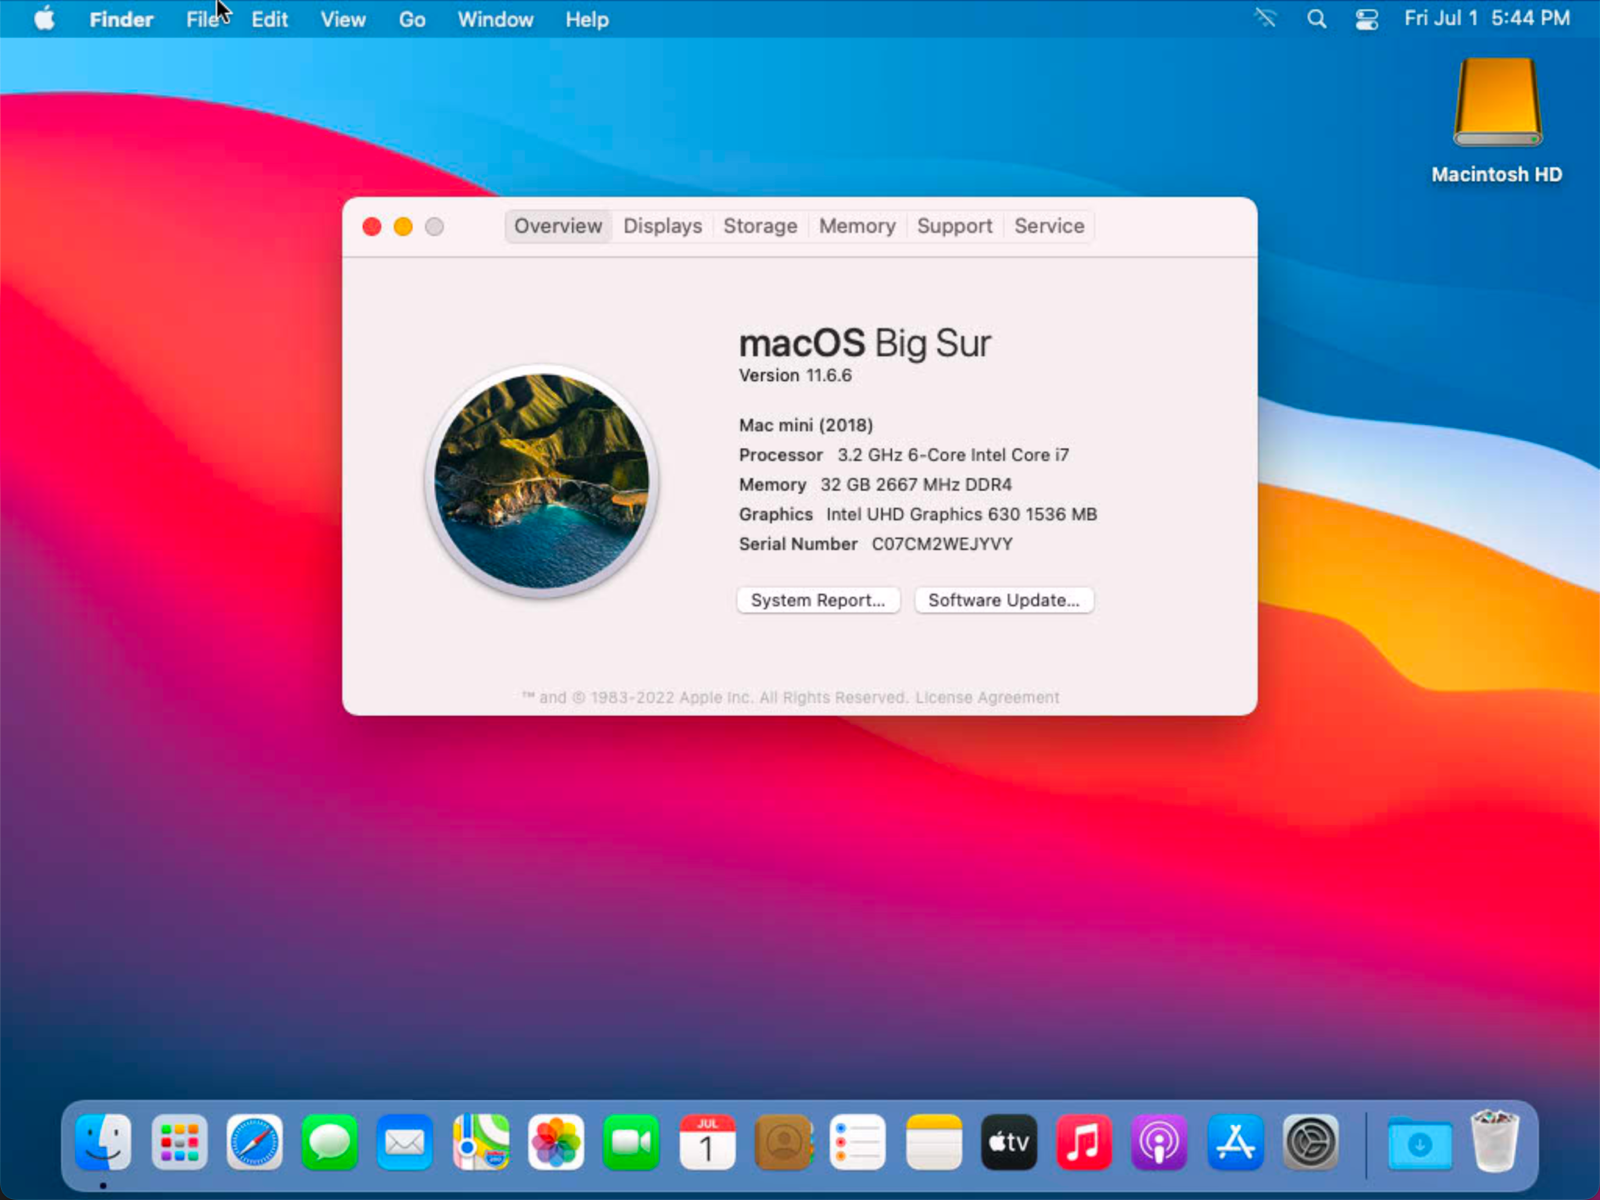 Finder File Edit View Go Window Help Fri Jul 1 5:44 PM
Macintosh HD
Overview Displays Storage Memory Support Service
macOS Big Sur
Version 11.6.6
Mac mini (2018)
Processor 3.2 GHz 6-Core Intel Core i7
Memory 32 GB 2667 MHz DDR4
Graphics Intel UHD Graphics 630 1536 MB
Serial Number C07CM2WEJYVY
System Report... Software Update...
™ and © 1983-2022 Apple Inc. All Rights Reserved. License Agreement
JUL
1
tv